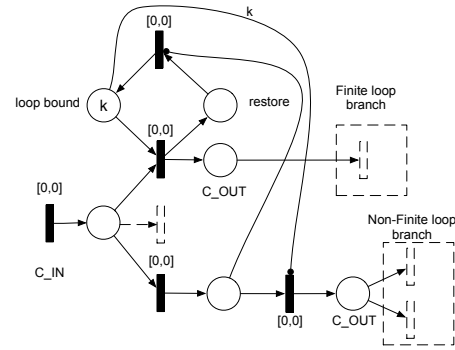 k
[0,0]
loop bound
k
restore
Finite loop
branch
[0,0]
C_OUT
[0,0]
Non-Finite loop
branch
C_IN
[0,0]
[0,0]
C_OUT